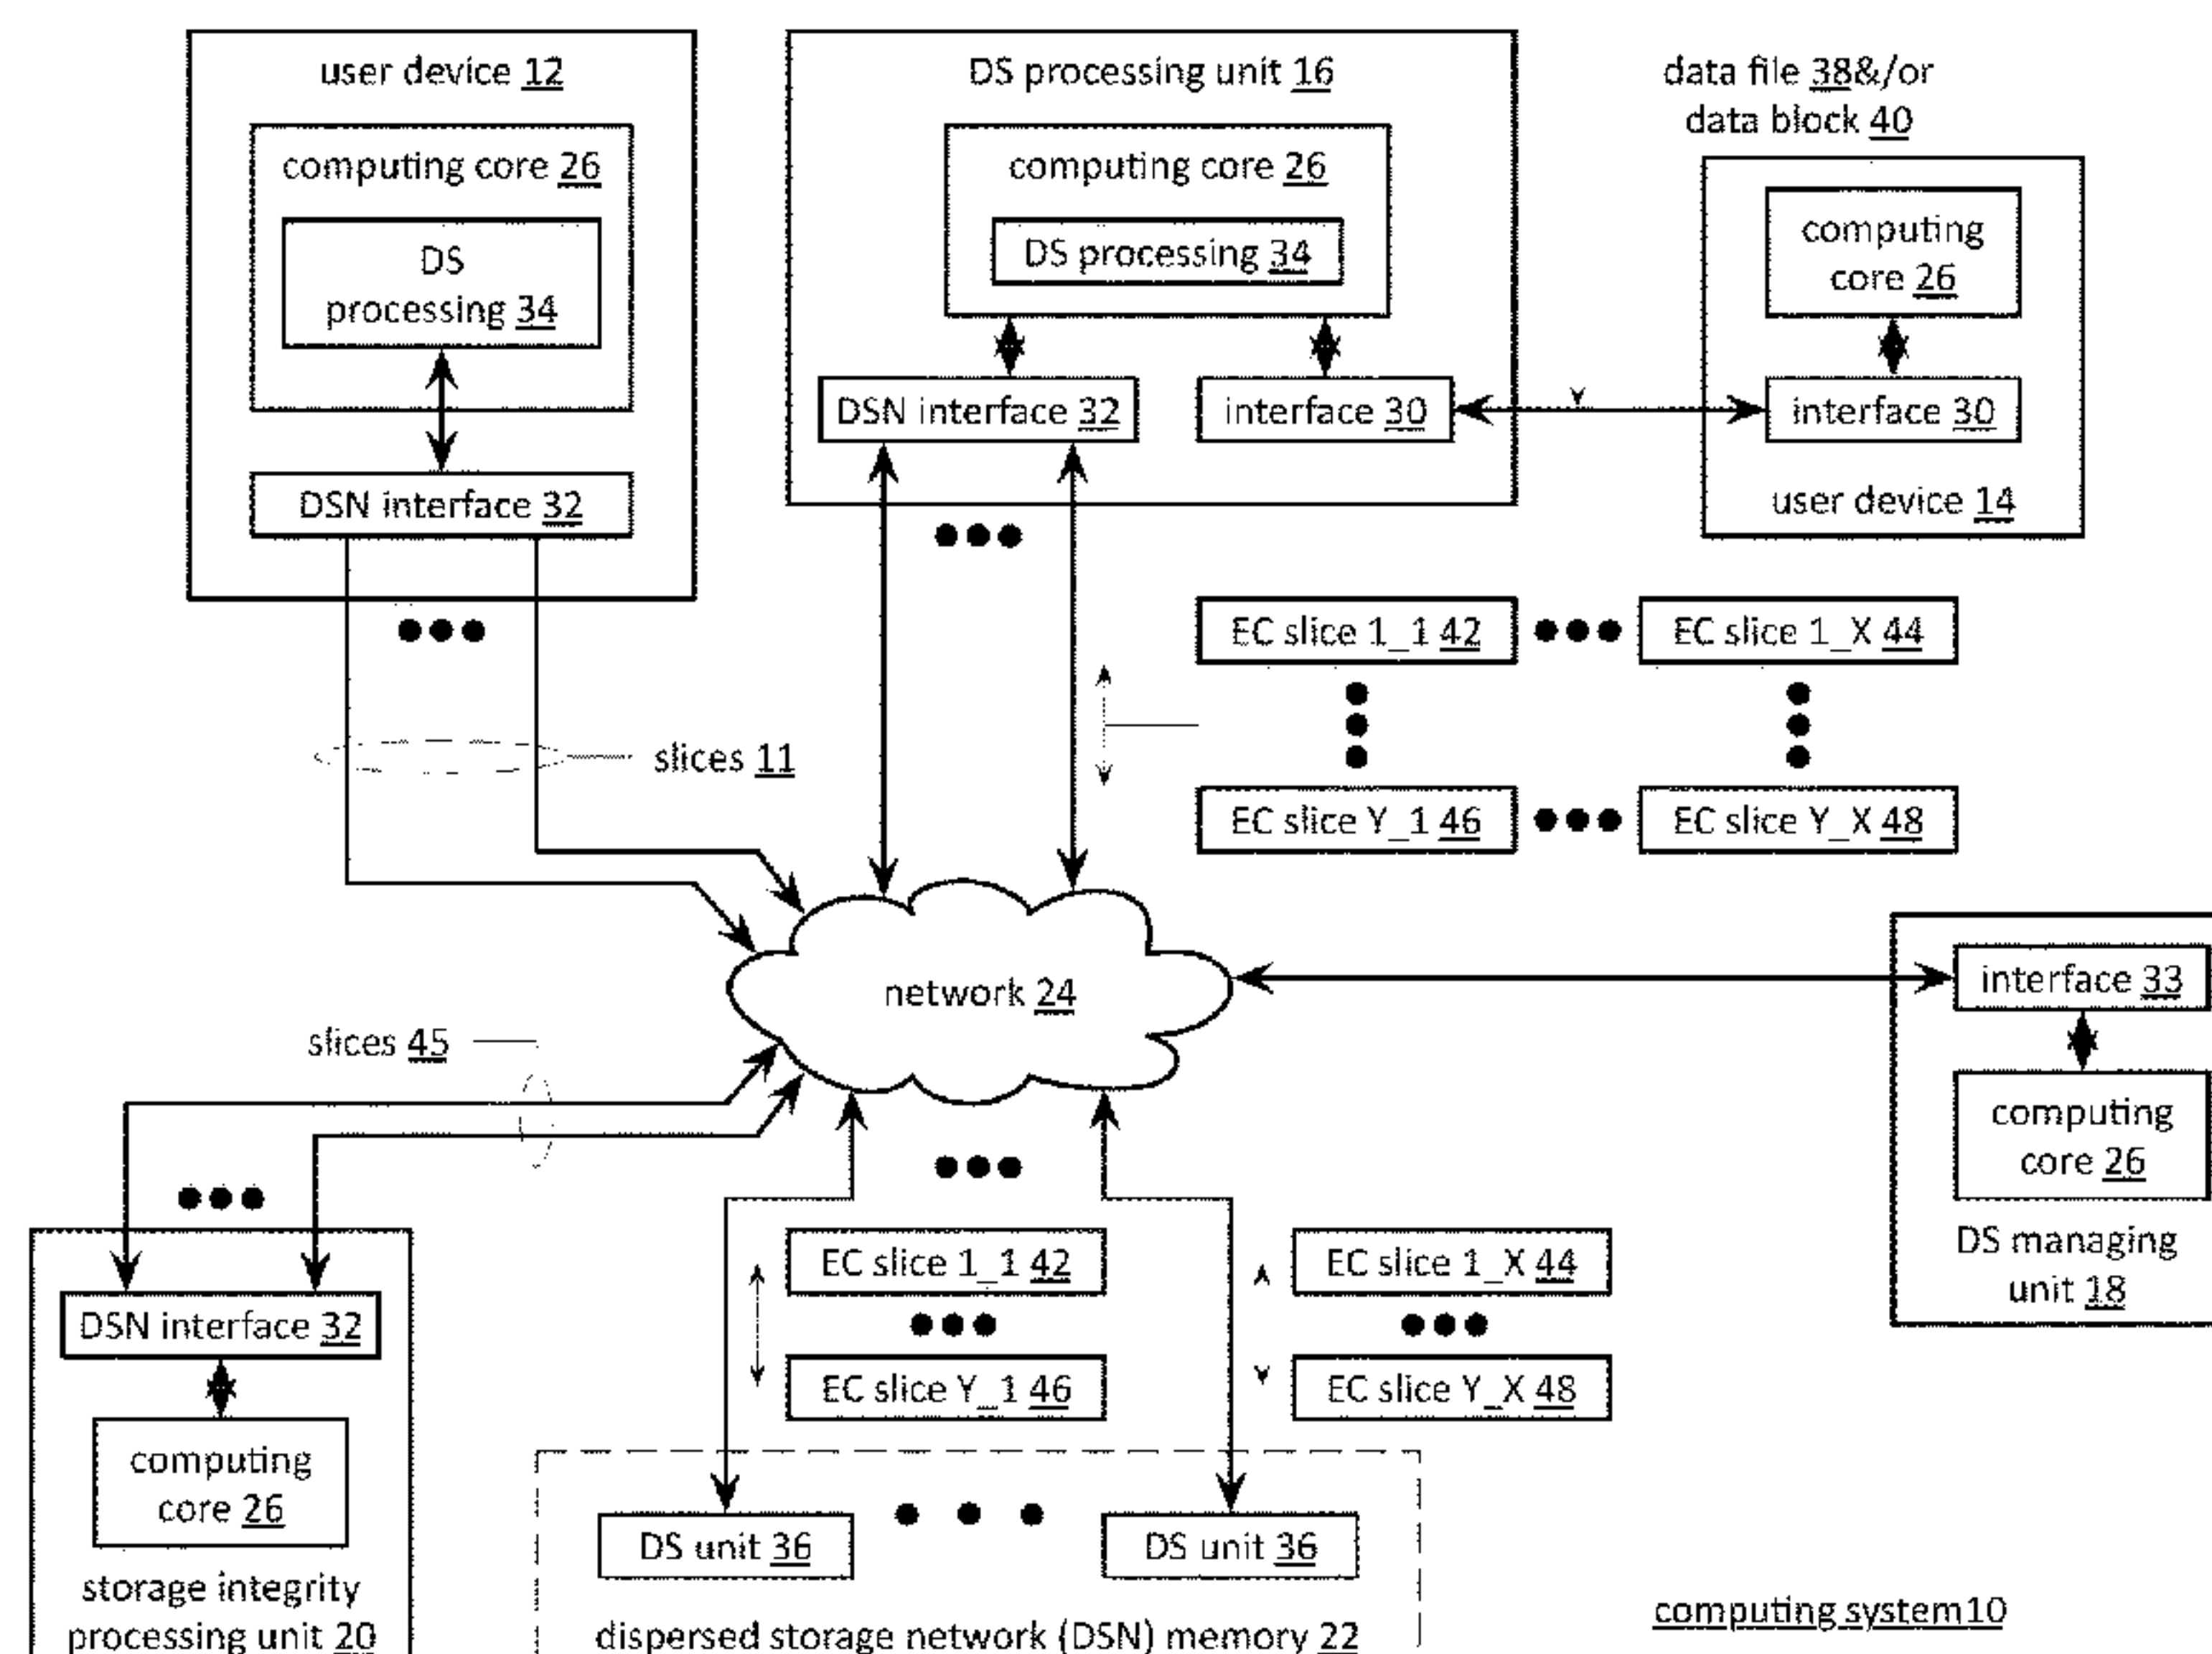 user device 12
computing core 26
DS
processing 34
DSN interface 32
DS processing unit 16
computing core 26
DS processing 34
DSN interface 32
interface 30
data file 38&/or
data block 40
computing
core 26
interface 30
user device 14
EC slice 1_1 42
EC slice 1_X 44
EC slice Y_1 46
EC slice Y_X 48
slices 11
network 24
interface 33
computing
core 26
DS managing
unit 18
slices 45
DSN interface 32
computing
core 26
storage integrity
processing unit 20
EC slice 1_1 42
EC slice 1_X 44
EC slice Y_1 46
EC slice Y_X 48
DS unit 36
DS unit 36
dispersed storage network (DSN) memory 22
computing system10